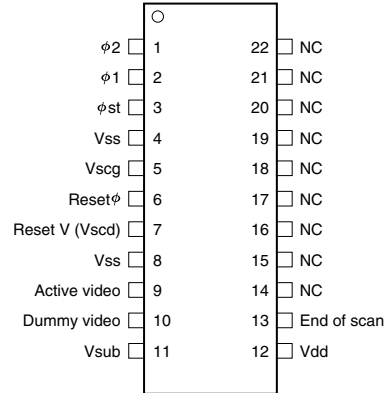 φ2 1 22 NC
φ1 2 21 NC
φst 3 20 NC
Vss 4 19 NC
Vscg 5 18 NC
Resetφ 6 17 NC
Reset V (Vscd) 7 16 NC
Vss 8 15 NC
Active video 9 14 NC
Dummy video 10 13 End of scan
Vsub 11 12 Vdd